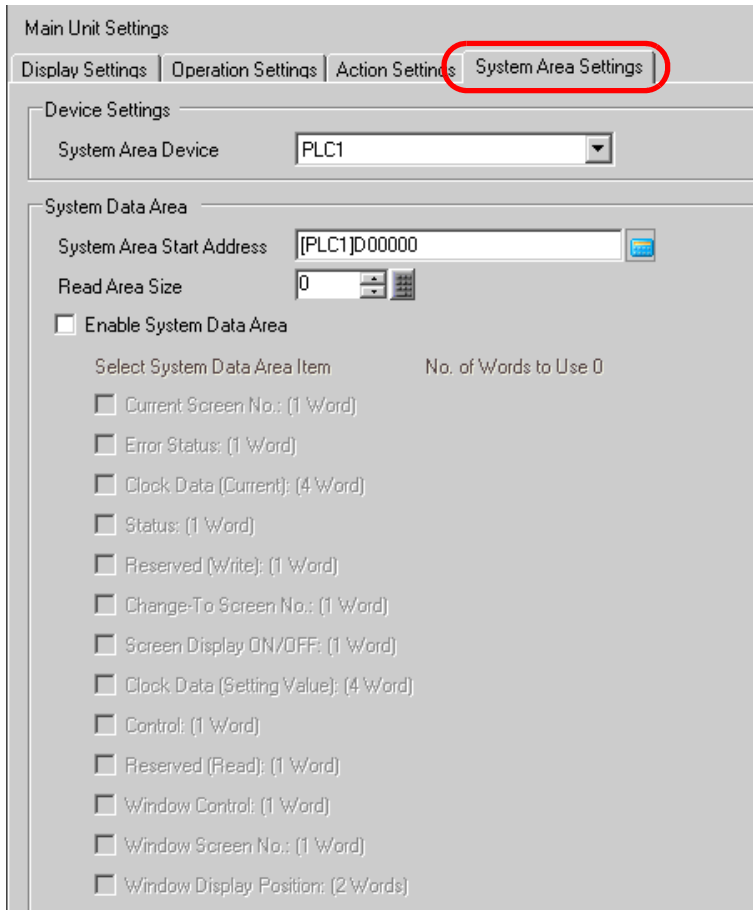 Main Unit Settings
Display Settings Operation Settings Action Settings System Area Settings
Device Settings
System Area Device PLC1
System Data Area
System Area Start Address [PLC1]D00000
Read Area Size 0
Enable System Data Area
Select System Data Area Item No. of Words to Use 0
Current Screen No.: (1 Word)
Error Status: (1 Word)
Clock Data (Current): (4 Word)
Status: (1 Word)
Reserved (Write): (1 Word)
Change-To Screen No.: (1 Word)
Screen Display ON/OFF: (1 Word)
Clock Data (Setting Value): (4 Word)
Control: (1 Word)
Reserved (Read): (1 Word)
Window Control: (1 Word)
Window Screen No.: (1 Word)
Window Display Position: (2 Words)